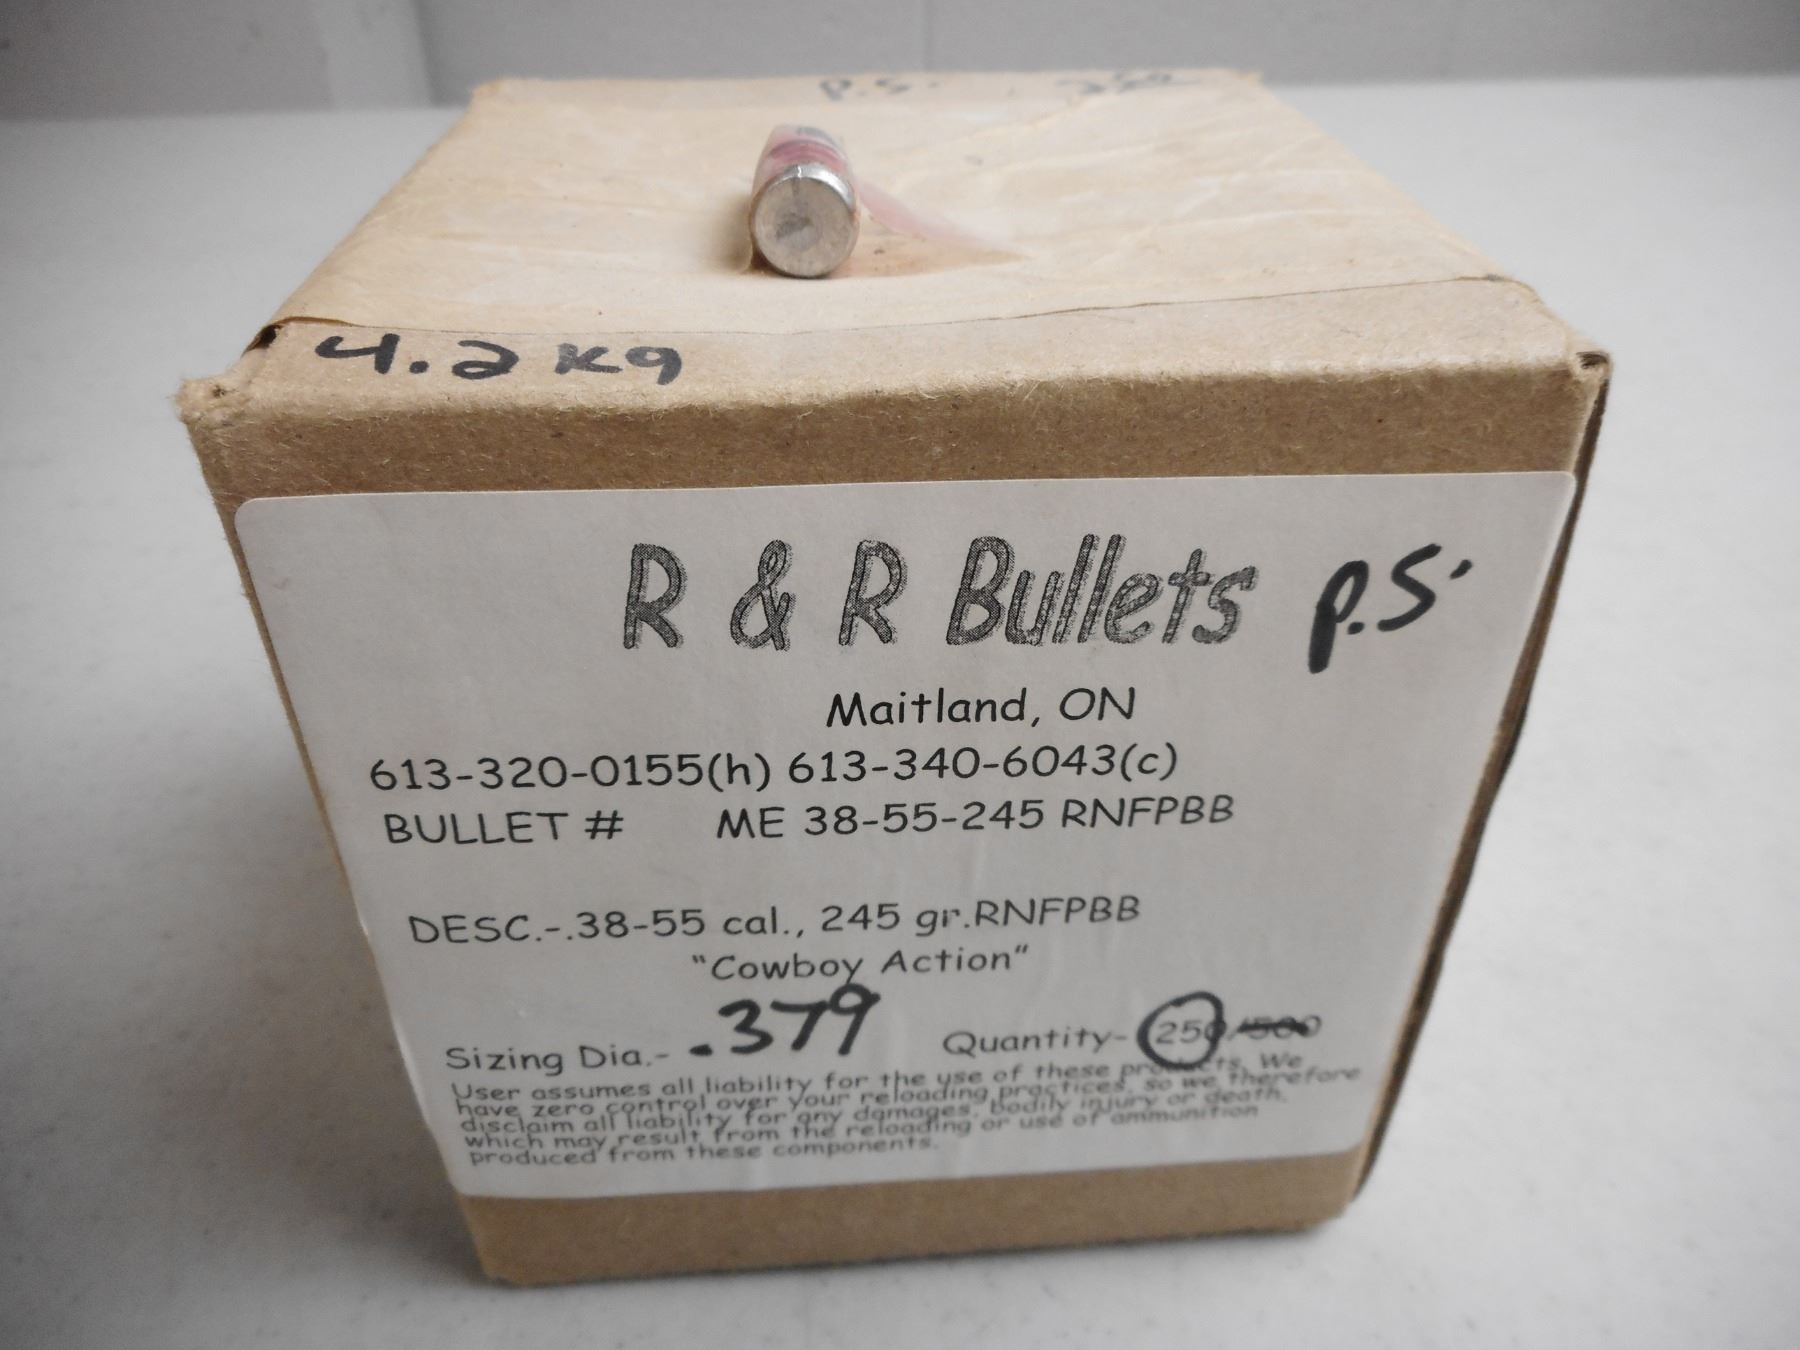 P.S. 250
4.2 KG
R & R Bullets P.S.
Maitland, ON
613-320-0155(h) 613-340-6043(c)
BULLET # ME 38-55-245 RNFPBB
DESC.-.38-55 cal., 245 gr.RNFPBB
"Cowboy Action"
Sizing Dia.- .379 Quantity- 250/500
User assumes all liability for the use of these products. We
have zero control over your reloading practices, so we therefore
disclaim all liability for any damages, bodily injury or death,
which may result from the reloading or use of ammunition
produced from these components.